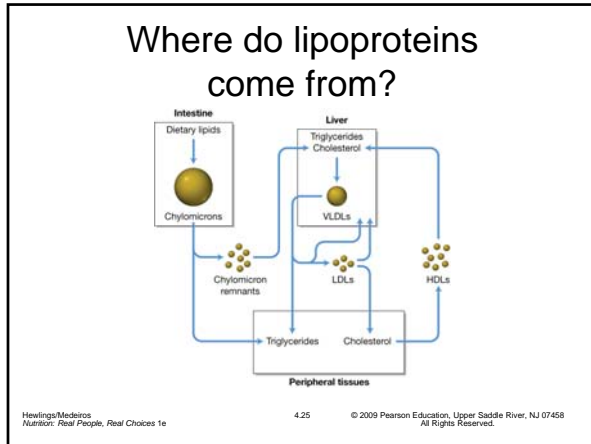 Where do lipoproteins
come from?
Intestine
Dietary lipids
Chylomicrons
Liver
Triglycerides
Cholesterol
VLDLs
Chylomicron
remnants
LDLs
HDLs
Triglycerides
Cholesterol
Peripheral tissues
Hewlings/Medeiros
Nutrition: Real People, Real Choices 1e
4.25
© 2009 Pearson Education, Upper Saddle River, NJ 07458
All Rights Reserved.